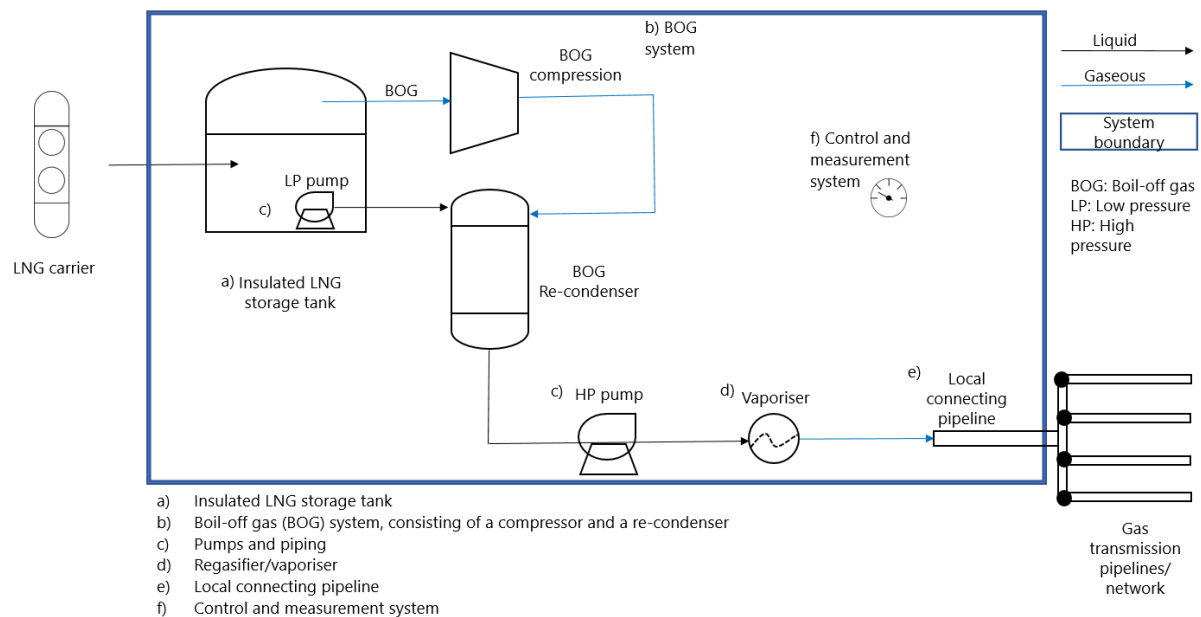 b) BOG
system
BOG
compression
BOG
LP pump
c)
LNG carrier
a) Insulated LNG
storage tank
BOG
Re-condenser
f) Control and
measurement
system
c) HP pump
d) Vaporiser
e) Local
connecting
pipeline
Liquid
Gaseous
System
boundary
BOG: Boil-off gas
LP: Low pressure
HP: High
pressure
Gas
transmission
pipelines/
network
a) Insulated LNG storage tank
b) Boil-off gas (BOG) system, consisting of a compressor and a re-condenser
c) Pumps and piping
d) Regasifier/vaporiser
e) Local connecting pipeline
f) Control and measurement system